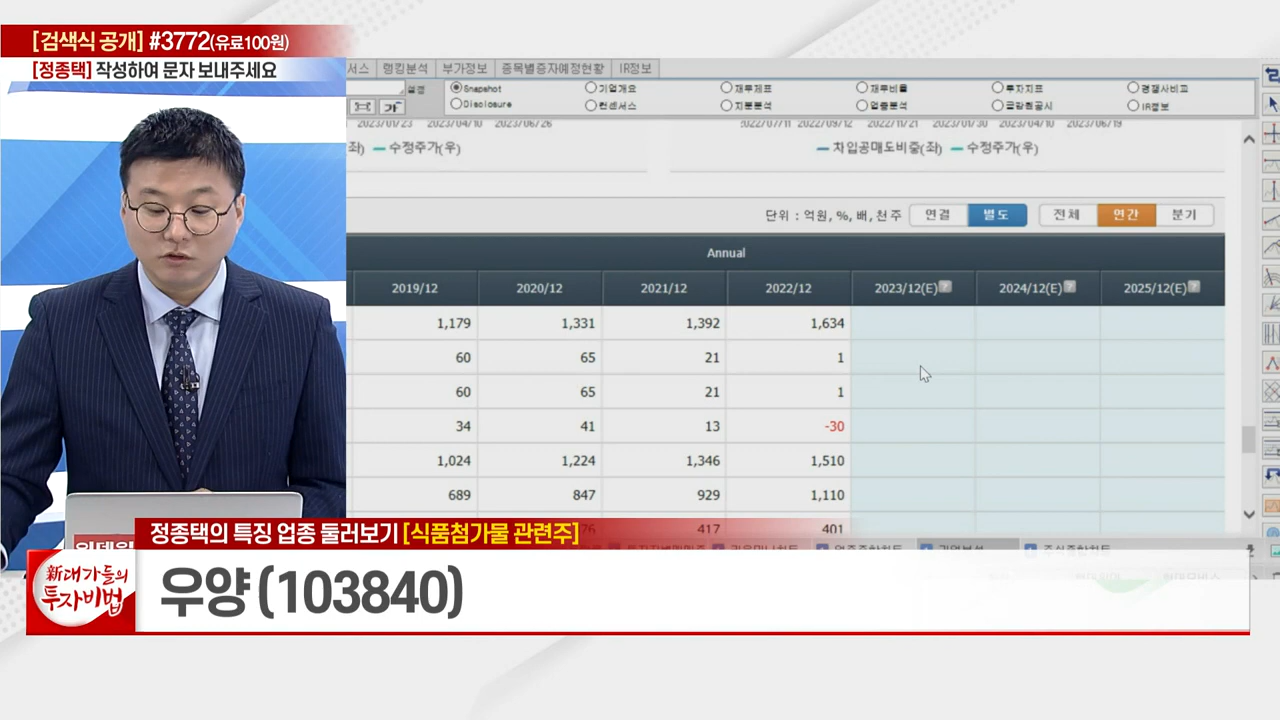 [검색식 공개] #3772(유료100원)
[정종택] 작성하여 문자 보내주세요
랭킹분석 부가정보 종목별증자예정현황 IR정보
설정 Snapshot 기업개요 재무제표 재무비율 투자지표 경쟁사비교
가 Disclosure 컨센서스 지분분석 업종분석 금감원공시 IR정보
2023/01/23 2023/04/10 2023/06/26 2022/07/11 2022/09/12 2022/11/21 2023/01/30 2023/04/10 2023/06/19
좌) 수정주가(우) 차입공매도비중(좌) 수정주가(우)
단위 : 억원, %, 배, 천주 연결 별도 전체 연간 분기
Annual
2019/12 2020/12 2021/12 2022/12 2023/12(E) 2024/12(E) 2025/12(E)
1,179 1,331 1,392 1,634
60 65 21 1
60 65 21 1
34 41 13 -30
1,024 1,224 1,346 1,510
689 847 929 1,110
417 401
정종택의 특징 업종 둘러보기 [식품첨가물 관련주]
新대가들의
투자비법
우양 (103840)